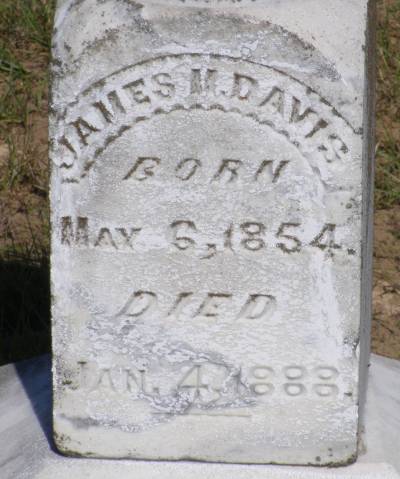 JAMES M. DAVIS
BORN
MAY 6, 1854.
DIED
JAN. 4, 1888.